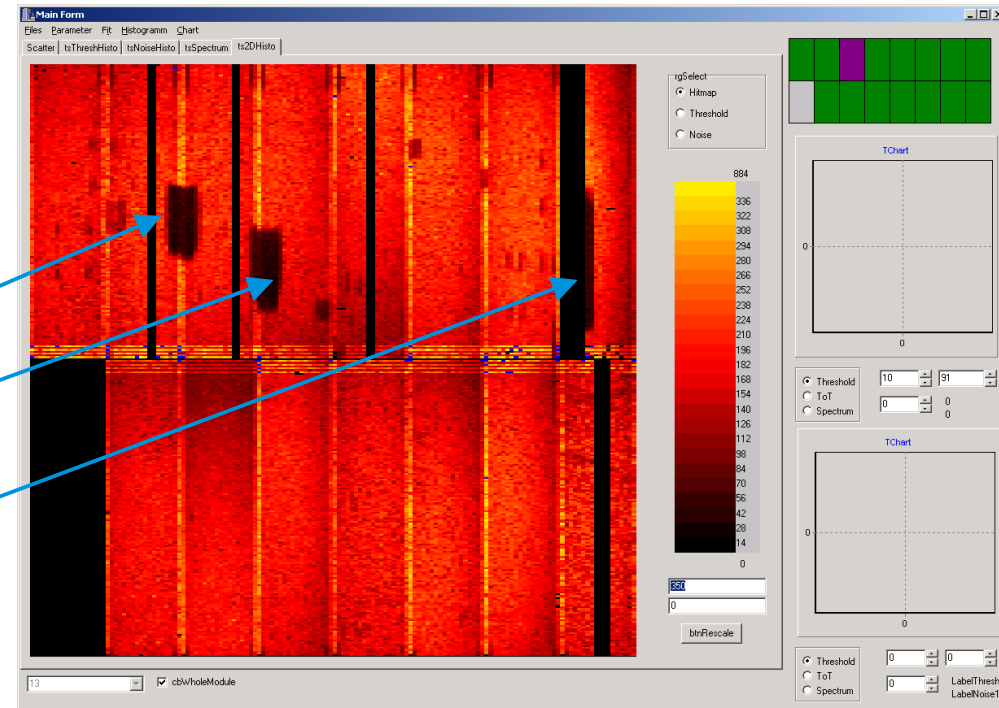 Main Form
Files Parameter Fit Histogramm Chart
Scatter tsThreshHisto tsNoiseHisto tsSpectrum ts2DHisto
rgSelect
Hitmap
Threshold
Noise
884
336
322
308
294
280
266
252
238
224
210
196
182
168
154
140
126
112
98
84
70
56
42
28
14
0
350
0
btnRescale
13
cbWholeModule
TChart
0
0
Threshold
ToT
Spectrum
10 91
0 0
0
TChart
0
0
Threshold
ToT
Spectrum
0 0
0 LabelThresh
LabelNoise1